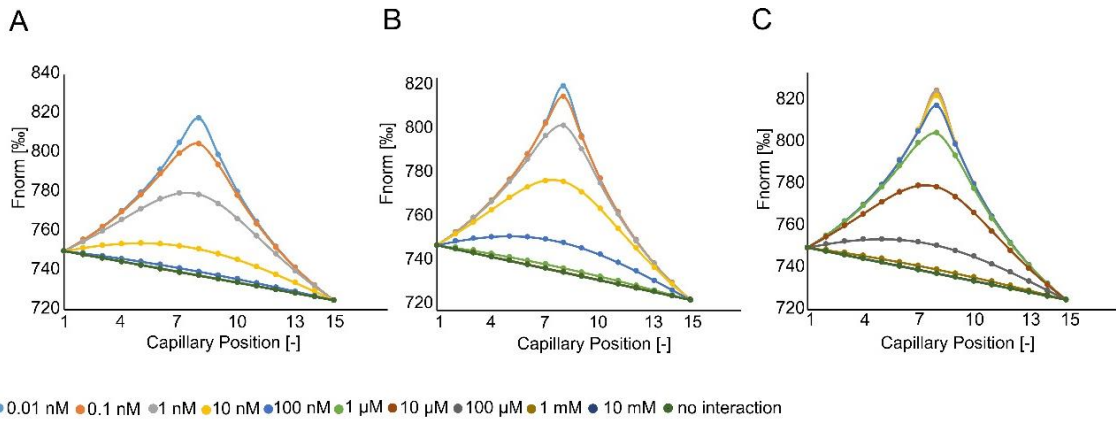 A
B
C
840
820
800
780
760
740
720
Fnorm [‰]
1 4 7 10 13 15
Capillary Position [-]
820
800
780
760
740
720
Fnorm [‰]
1 4 7 10 13 15
Capillary Position [-]
820
800
780
760
740
720
Fnorm [‰]
1 4 7 10 13 15
Capillary Position [-]
0.01 nM 0.1 nM 1 nM 10 nM 100 nM 1 µM 10 µM 100 µM 1 mM 10 mM no interaction